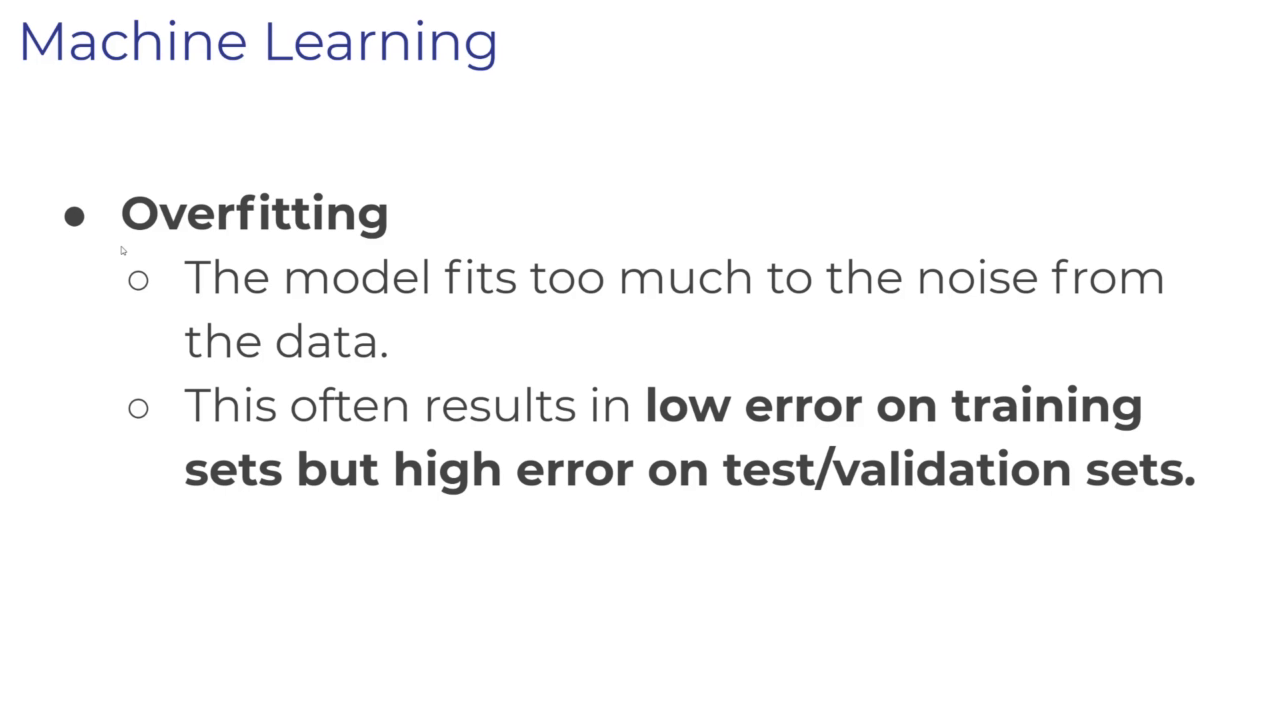 Machine Learning
● Overfitting
○ The model fits too much to the noise from
the data.
○ This often results in low error on training
sets but high error on test/validation sets.